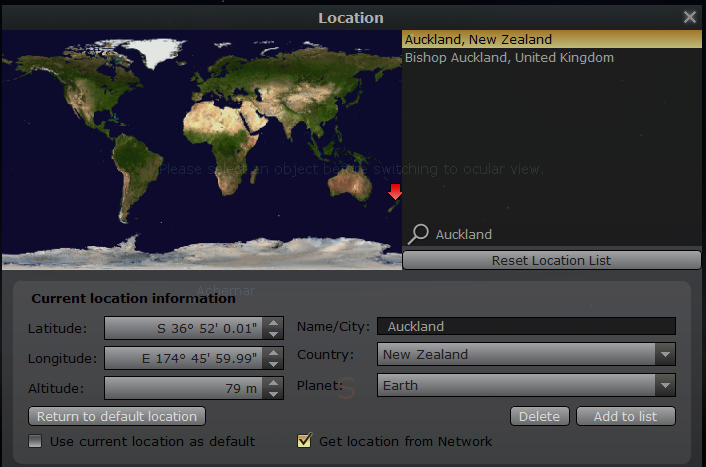 Location
Auckland, New Zealand
Bishop Auckland, United Kingdom
Please select an object before switching to ocular view.
Auckland
Reset Location List
Achernar
Current location information
Latitude: S 36° 52' 0.01"
Name/City: Auckland
Longitude: E 174° 45' 59.99"
Country: New Zealand
Altitude: 79 m
Planet: Earth
S
Return to default location
Delete
Add to list
Use current location as default
Get location from Network